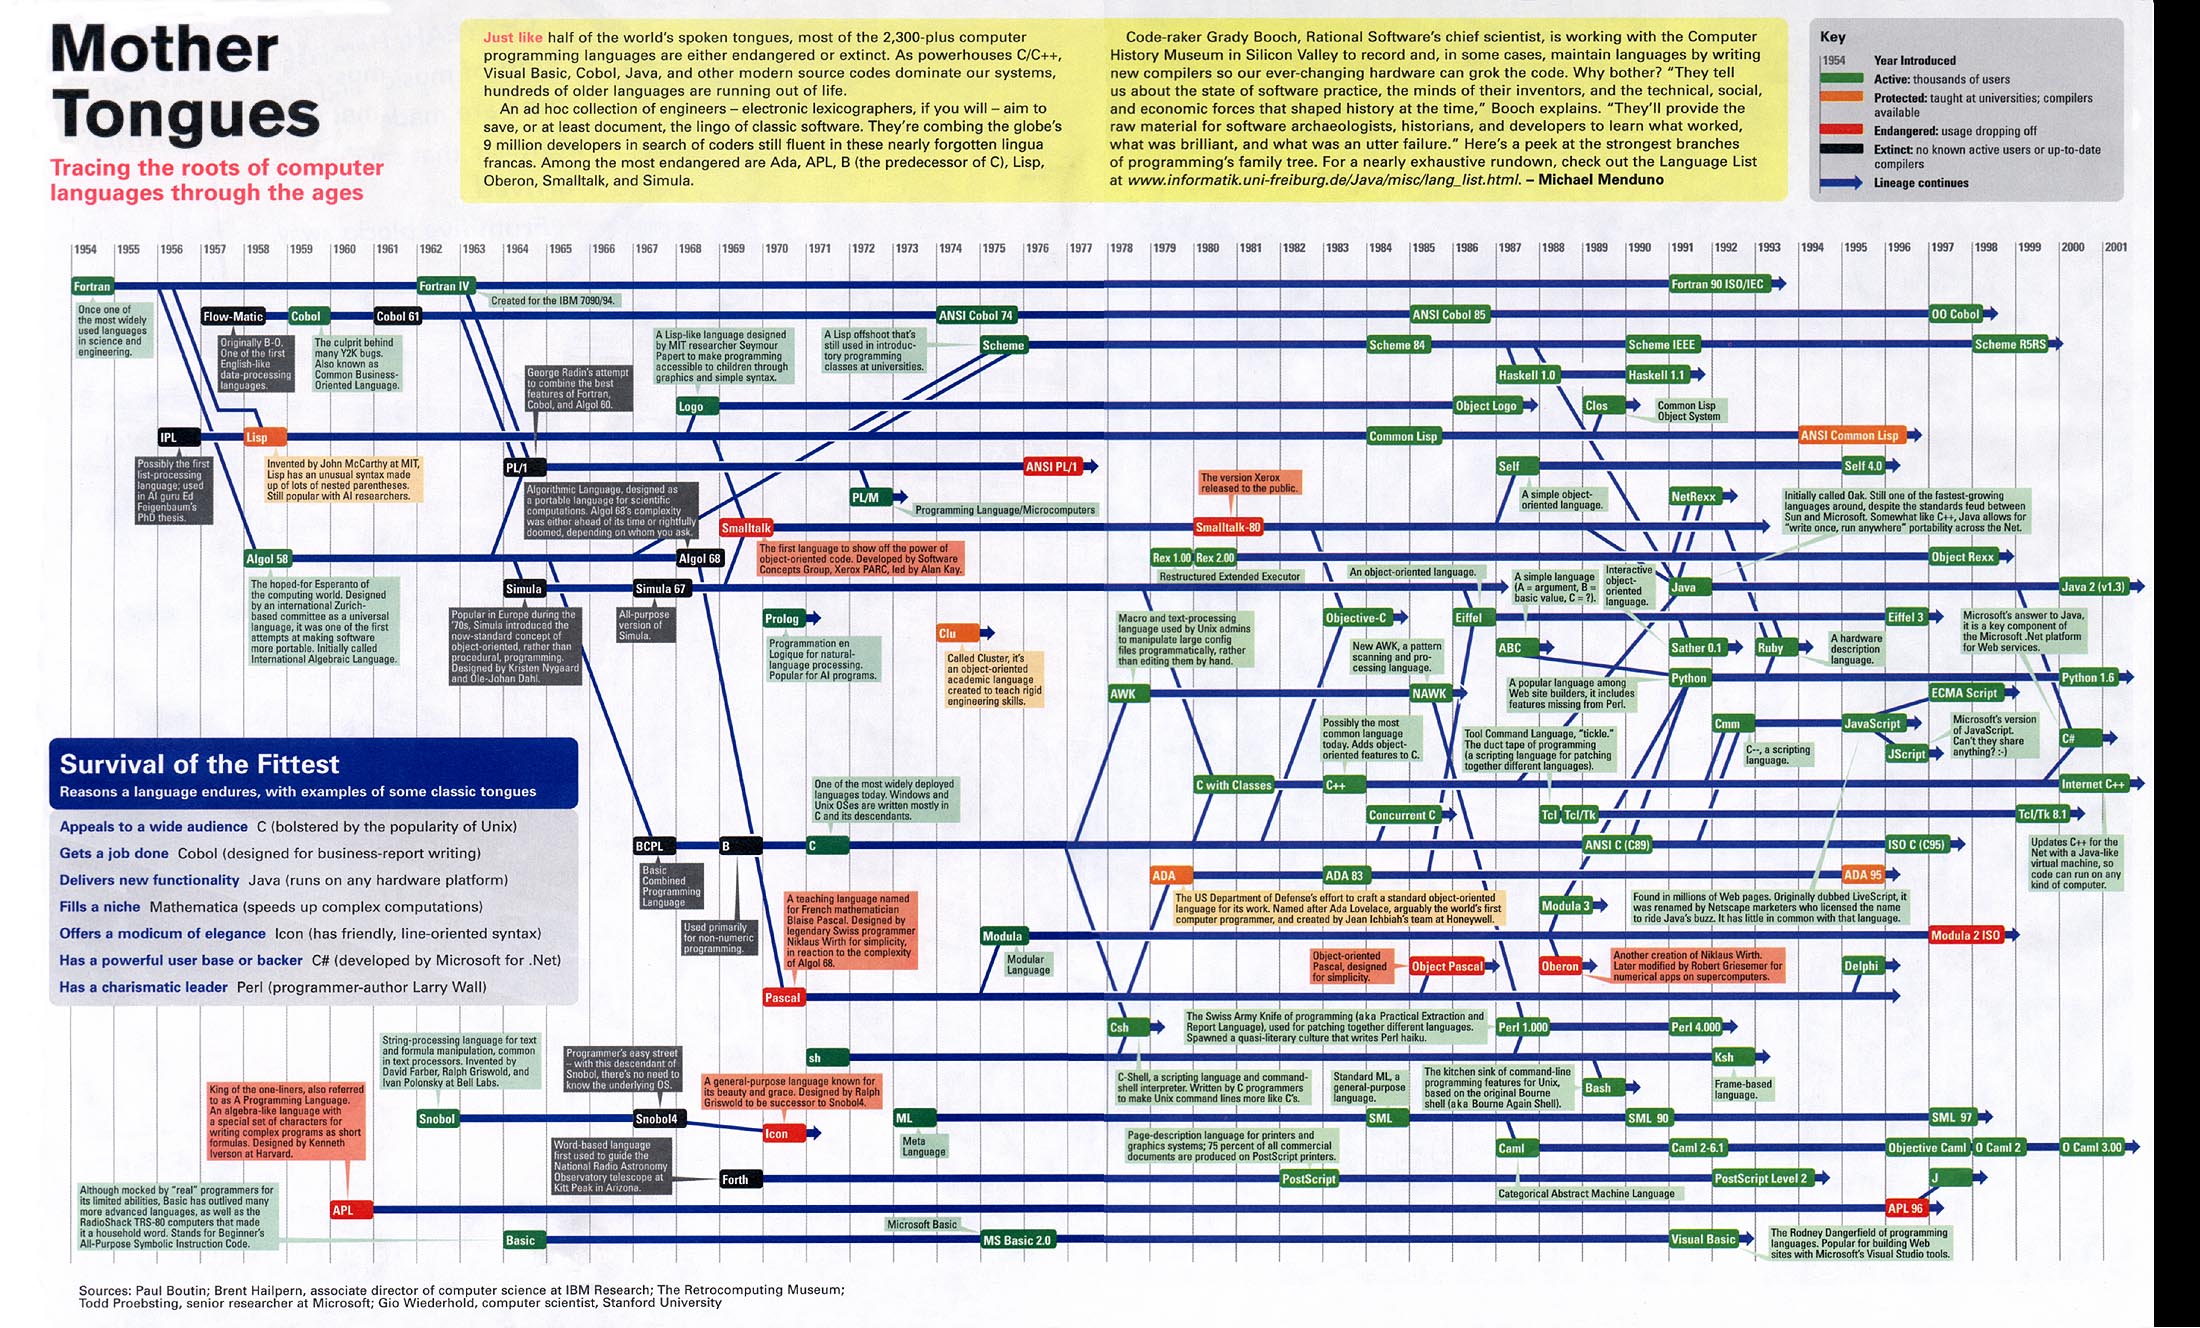 Mother
Tongues
Tracing the roots of computer
languages through the ages
Just like half of the world's spoken tongues, most of the 2,300-plus computer
programming languages are either endangered or extinct. As powerhouses C/C++,
Visual Basic, Cobol, Java, and other modern source codes dominate our systems,
hundreds of older languages are running out of life.
An ad hoc collection of engineers – electronic lexicographers, if you will – aim to
save, or at least document, the lingo of classic software. They're combing the globe's
9 million developers in search of coders still fluent in these nearly forgotten lingua
francas. Among the most endangered are Ada, APL, B (the predecessor of C), Lisp,
Oberon, Smalltalk, and Simula.
Code-raker Grady Booch, Rational Software's chief scientist, is working with the Computer
History Museum in Silicon Valley to record and, in some cases, maintain languages by writing
new compilers so our ever-changing hardware can grok the code. Why bother? "They tell
us about the state of software practice, the minds of their inventors, and the technical, social,
and economic forces that shaped history at the time," Booch explains. "They'll provide the
raw material for software archaeologists, historians, and developers to learn what worked,
what was brilliant, and what was an utter failure." Here's a peek at the strongest branches
of programming's family tree. For a nearly exhaustive rundown, check out the Language List
at www.informatik.uni-freiburg.de/Java/misc/lang_list.html. – Michael Menduno
Key
1954 Year Introduced
Active: thousands of users
Protected: taught at universities; compilers
available
Endangered: usage dropping off
Extinct: no known active users or up-to-date
compilers
Lineage continues
1954 1955 1956 1957 1958 1959 1960 1961 1962 1963 1964 1965 1966 1967 1968 1969 1970 1971 1972 1973 1974 1975 1976 1977 1978 1979 1980 1981 1982 1983 1984 1985 1986 1987 1988 1989 1990 1991 1992 1993 1994 1995 1996 1997 1998 1999 2000 2001
Fortran
Fortran IV
Fortran 90 ISO/IEC
Once one of
the most widely
used languages
in science and
engineering.
Created for the IBM 7090/94.
Flow-Matic
Cobol
Cobol 61
ANSI Cobol 74
ANSI Cobol 85
OO Cobol
Originally B-O.
One of the first
English-like
data-processing
languages.
The culprit behind
many Y2K bugs.
Also known as
Common Business-
Oriented Language.
A Lisp-like language designed
by MIT researcher Seymour
Papert to make programming
accessible to children through
graphics and simple syntax.
A Lisp offshoot that's
still used in introduc-
tory programming
classes at universities.
Scheme
Scheme 84
Scheme IEEE
Scheme R5RS
George Radin's attempt
to combine the best
features of Fortran,
Cobol, and Algol 60.
Haskell 1.0
Haskell 1.1
Logo
Object Logo
Clos
Common Lisp
Object System
IPL
Lisp
Common Lisp
ANSI Common Lisp
Possibly the first
list-processing
language; used
in AI guru Ed
Feigenbaum's
PhD thesis.
Invented by John McCarthy at MIT,
Lisp has an unusual syntax made
up of lots of nested parentheses.
Still popular with AI researchers.
PL/1
ANSI PL/1
Self
Self 4.0
Algorithmic Language, designed as
a portable language for scientific
computations. Algol 68's complexity
was either ahead of its time or rightfully
doomed, depending on whom you ask.
PL/M
Programming Language/Microcomputers
The version Xerox
released to the public.
A simple object-
oriented language.
NetRexx
Initially called Oak. Still one of the fastest-growing
languages around, despite the standards feud between
Sun and Microsoft. Somewhat like C++, Java allows for
"write once, run anywhere" portability across the Net.
Smalltalk
Smalltalk-80
The first language to show off the power of
object-oriented code. Developed by Software
Concepts Group, Xerox PARC, led by Alan Kay.
Algol 58
Algol 68
Rex 1.00
Rex 2.00
Object Rexx
Restructured Extended Executor
The hoped-for Esperanto of
the computing world. Designed
by an international Zurich-
based committee as a universal
language, it was one of the first
attempts at making software
more portable. Initially called
International Algebraic Language.
Simula
Simula 67
An object-oriented language.
A simple language
(A = argument, B =
basic value, C = ?).
Interactive
object-
oriented
language.
Java
Java 2 (v1.3)
Popular in Europe during the
'70s, Simula introduced the
now-standard concept of
object-oriented, rather than
procedural, programming.
Designed by Kristen Nygaard
and Ole-Johan Dahl.
All-purpose
version of
Simula.
Prolog
Programmation en
Logique for natural-
language processing.
Popular for AI programs.
Clu
Called Cluster, it's
an object-oriented
academic language
created to teach rigid
engineering skills.
Macro and text-processing
language used by Unix admins
to manipulate large config
files programmatically, rather
than editing them by hand.
Objective-C
Eiffel
Eiffel 3
Microsoft's answer to Java,
it is a key component of
the Microsoft .Net platform
for Web services.
New AWK, a pattern
scanning and pro-
cessing language.
ABC
Sather 0.1
Ruby
A hardware
description
language.
AWK
NAWK
A popular language among
Web site builders, it includes
features missing from Perl.
Python
Python 1.6
ECMA Script
Possibly the most
common language
today. Adds object-
oriented features to C.
Tool Command Language, "tickle."
The duct tape of programming
(a scripting language for patching
together different languages).
Cmm
JavaScript
Microsoft's version
of JavaScript.
Can't they share
anything? :-)
C--, a scripting
language.
JScript
C#
C with Classes
C++
Internet C++
Survival of the Fittest
Reasons a language endures, with examples of some classic tongues
Appeals to a wide audience C (bolstered by the popularity of Unix)
Gets a job done Cobol (designed for business-report writing)
Delivers new functionality Java (runs on any hardware platform)
Fills a niche Mathematica (speeds up complex computations)
Offers a modicum of elegance Icon (has friendly, line-oriented syntax)
Has a powerful user base or backer C# (developed by Microsoft for .Net)
Has a charismatic leader Perl (programmer-author Larry Wall)
One of the most widely deployed
languages today. Windows and
Unix OSes are written mostly in
C and its descendants.
Concurrent C
Tcl
Tcl/Tk
Tcl/Tk 8.1
BCPL
B
C
ANSI C (C89)
ISO C (C95)
Basic
Combined
Programming
Language
Updates C++ for the
Net with a Java-like
virtual machine, so
code can run on any
kind of computer.
ADA
ADA 83
ADA 95
The US Department of Defense's effort to craft a standard object-oriented
language for its work. Named after Ada Lovelace, arguably the world's first
computer programmer, and created by Jean Ichbiah's team at Honeywell.
Modula 3
Found in millions of Web pages. Originally dubbed LiveScript, it
was renamed by Netscape marketers who licensed the name
to ride Java's buzz. It has little in common with that language.
Used primarily
for non-numeric
programming.
A teaching language named
for French mathematician
Blaise Pascal. Designed by
legendary Swiss programmer
Niklaus Wirth for simplicity,
in reaction to the complexity
of Algol 68.
Modula
Modular
Language
Modula 2 ISO
Object-oriented
Pascal, designed
for simplicity.
Object Pascal
Oberon
Another creation of Niklaus Wirth.
Later modified by Robert Griesemer for
numerical apps on supercomputers.
Delphi
Pascal
Csh
The Swiss Army Knife of programming (aka Practical Extraction and
Report Language), used for patching together different languages.
Spawned a quasi-literary culture that writes Perl haiku.
Perl 1.000
Perl 4.000
String-processing language for text
and formula manipulation, common
in text processors. Invented by
David Farber, Ralph Griswold, and
Ivan Polonsky at Bell Labs.
Programmer's easy street
– with this descendant of
Snobol, there's no need to
know the underlying OS.
sh
Ksh
A general-purpose language known for
its beauty and grace. Designed by Ralph
Griswold to be successor to Snobol4.
C-Shell, a scripting language and command-
shell interpreter. Written by C programmers
to make Unix command lines more like C's.
Standard ML, a
general-purpose
language.
The kitchen sink of command-line
programming features for Unix,
based on the original Bourne
shell (aka Bourne Again Shell).
Bash
Frame-based
language.
King of the one-liners, also referred
to as A Programming Language.
An algebra-like language with
a special set of characters for
writing complex programs as short
formulas. Designed by Kenneth
Iverson at Harvard.
Snobol
Snobol4
Icon
ML
SML
SML 90
SML 97
Meta
Language
Word-based language
first used to guide the
National Radio Astronomy
Observatory telescope at
Kitt Peak in Arizona.
Page-description language for printers and
graphics systems; 75 percent of all commercial
documents are produced on PostScript printers.
Caml
Caml 2-6.1
Objective Caml
O Caml 2
O Caml 3.00
Forth
PostScript
PostScript Level 2
J
Categorical Abstract Machine Language
Although mocked by "real" programmers for
its limited abilities, Basic has outlived many
more advanced languages, as well as the
RadioShack TRS-80 computers that made
it a household word. Stands for Beginner's
All-Purpose Symbolic Instruction Code.
APL
APL 96
Microsoft Basic
Basic
MS Basic 2.0
Visual Basic
The Rodney Dangerfield of programming
languages. Popular for building Web
sites with Microsoft's Visual Studio tools.
Sources: Paul Boutin; Brent Hailpern, associate director of computer science at IBM Research; The Retrocomputing Museum;
Todd Proebsting, senior researcher at Microsoft; Gio Wiederhold, computer scientist, Stanford University